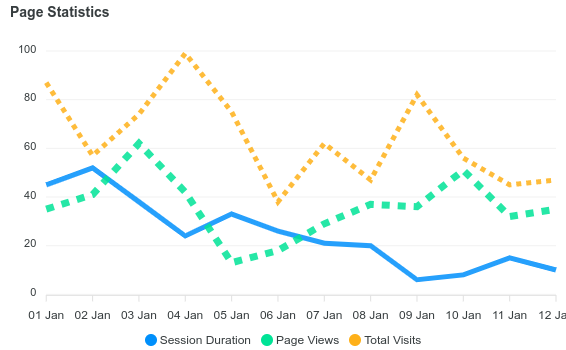 Page Statistics
100
80
60
40
20
0
01 Jan 02 Jan 03 Jan 04 Jan 05 Jan 06 Jan 07 Jan 08 Jan 09 Jan 10 Jan 11 Jan 12 Ja
Session Duration Page Views Total Visits